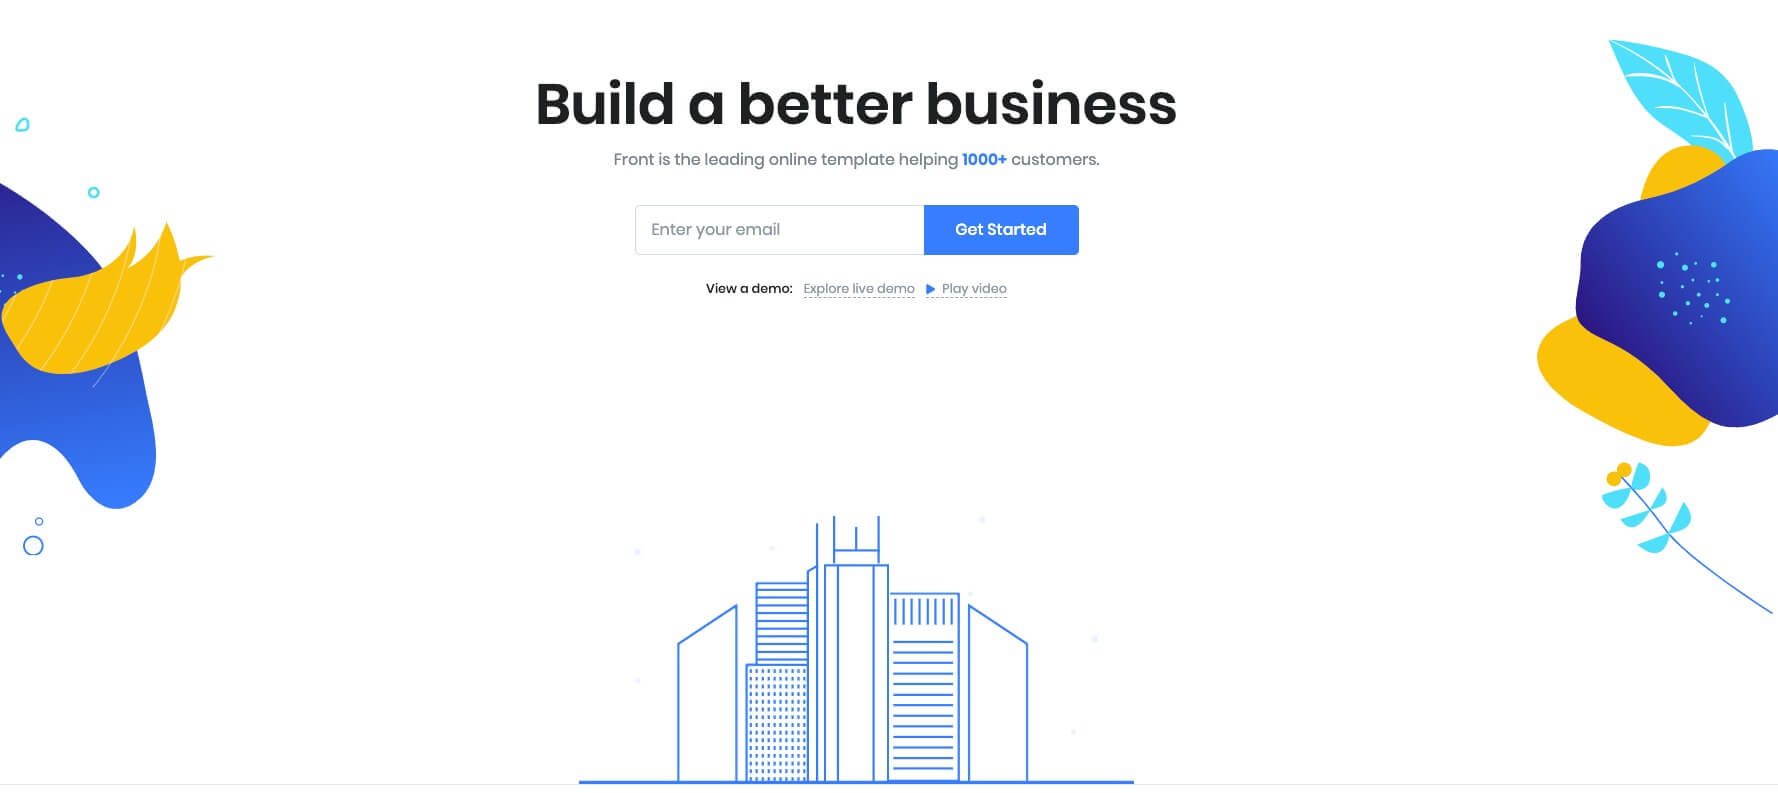 Build a better business
Front is the leading online template helping 1000+ customers.
Enter your email Get Started
View a demo: Explore live demo Play video